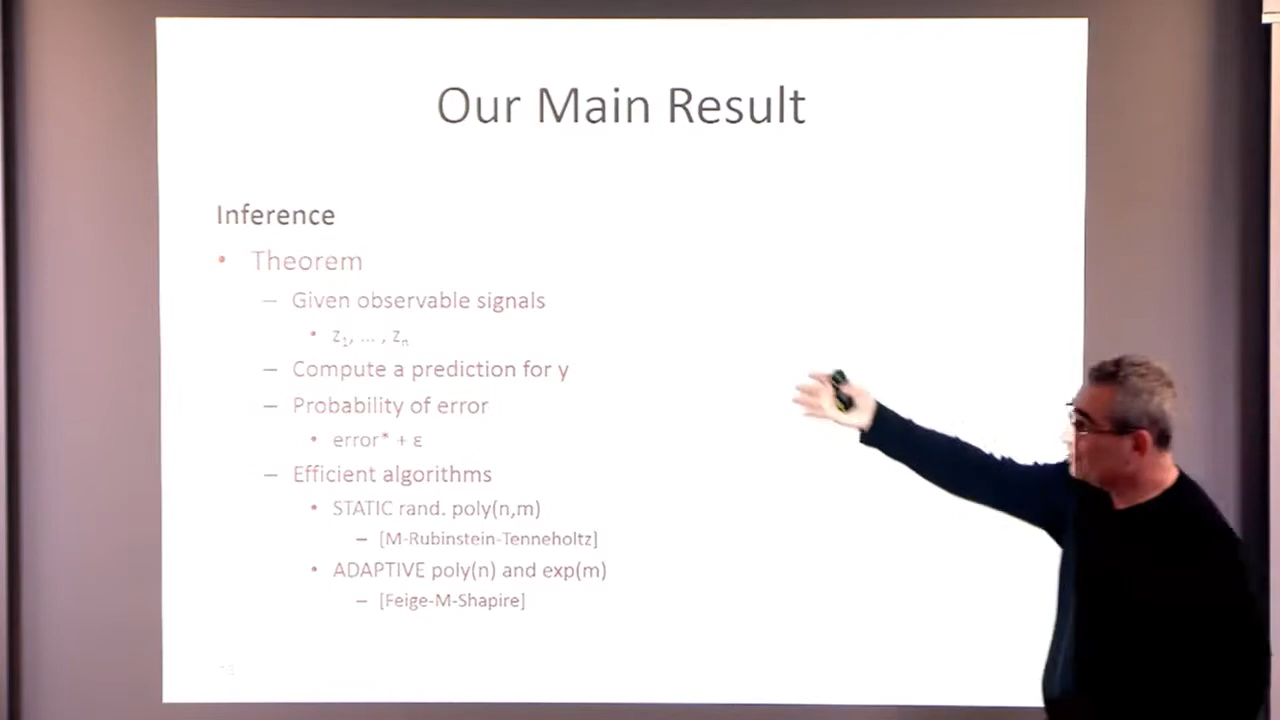 Our Main Result
Inference
• Theorem
– Given observable signals
• z₁, ... , zₙ
– Compute a prediction for y
– Probability of error
• error* + ε
– Efficient algorithms
• STATIC rand. poly(n,m)
– [M-Rubinstein-Tenneholtz]
• ADAPTIVE poly(n) and exp(m)
– [Feige-M-Shapire]